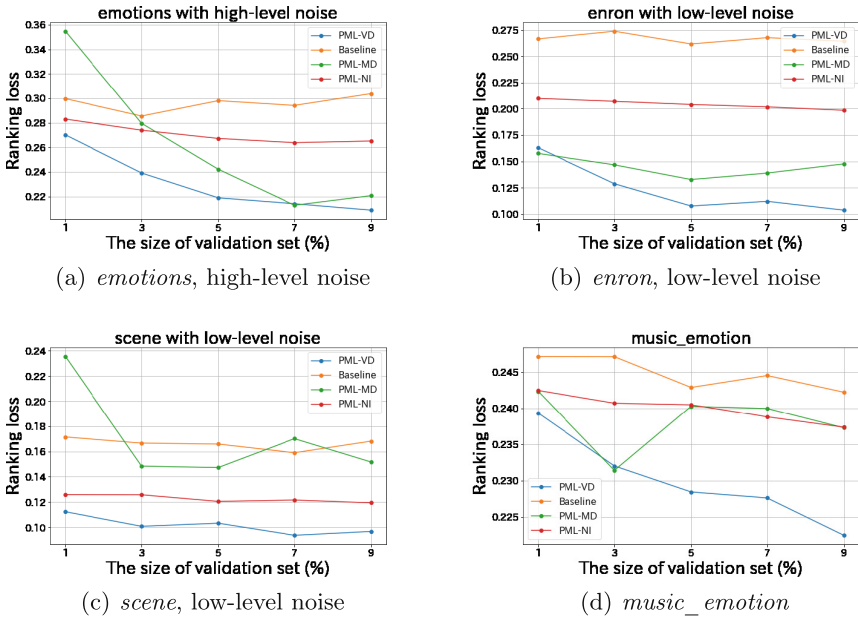 emotions with high-level noise
Ranking loss
0.36
0.34
0.32
0.30
0.28
0.26
0.24
0.22
PML-VD
Baseline
PML-MD
PML-NI
1 3 5 7 9
The size of validation set (%)
(a) emotions, high-level noise
enron with low-level noise
Ranking loss
0.275
0.250
0.225
0.200
0.175
0.150
0.125
0.100
PML-VD
Baseline
PML-MD
PML-NI
1 3 5 7 9
The size of validation set (%)
(b) enron, low-level noise
scene with low-level noise
Ranking loss
0.24
0.22
0.20
0.18
0.16
0.14
0.12
0.10
PML-VD
Baseline
PML-MD
PML-NI
1 3 5 7 9
The size of validation set (%)
(c) scene, low-level noise
music_emotion
Ranking loss
0.245
0.240
0.235
0.230
0.225
PML-VD
Baseline
PML-MD
PML-NI
1 3 5 7 9
The size of validation set (%)
(d) music_emotion